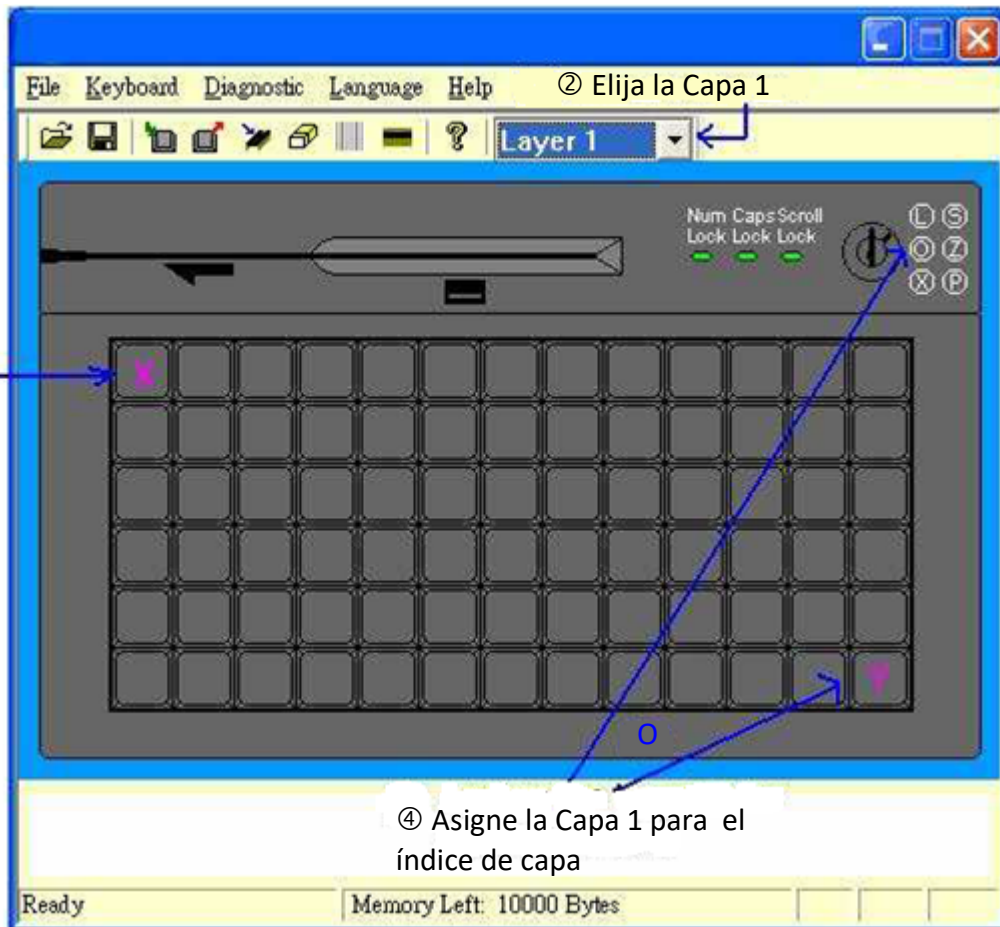 File Keyboard Diagnostic Language Help
② Elija la Capa 1
Layer 1
Num Caps Scroll
Lock Lock Lock
L S
O Z
X P
X
Y
O
④ Asigne la Capa 1 para el
índice de capa
Ready
Memory Left: 10000 Bytes